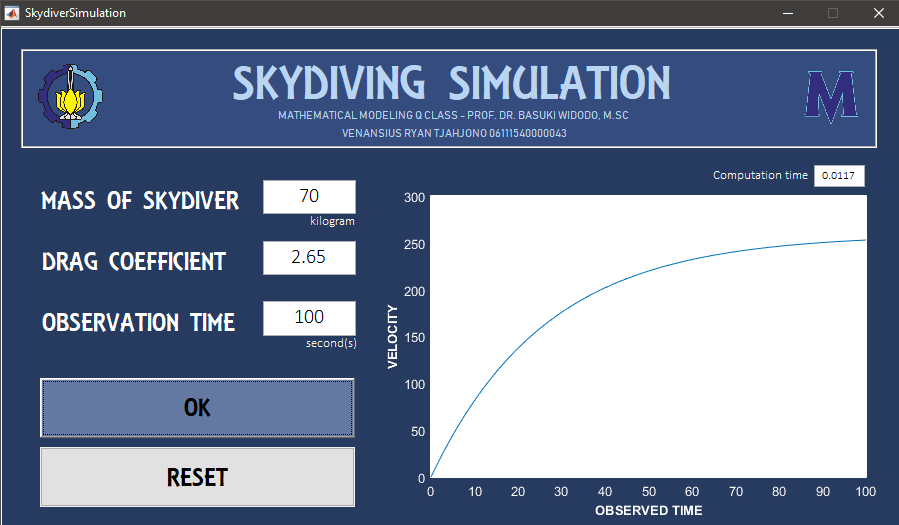 SkydiverSimulation
SKYDIVING SIMULATION
MATHEMATICAL MODELING Q CLASS - PROF. DR. BASUKI WIDODO, M.SC
VENANSIUS RYAN TJAHJONO 06111540000043
M
MASS OF SKYDIVER 70
kilogram
DRAG COEFFICIENT 2.65
OBSERVATION TIME 100
second(s)
OK
RESET
Computation time 0.0117
300
250
200
150
100
50
0
VELOCITY
0 10 20 30 40 50 60 70 80 90 100
OBSERVED TIME